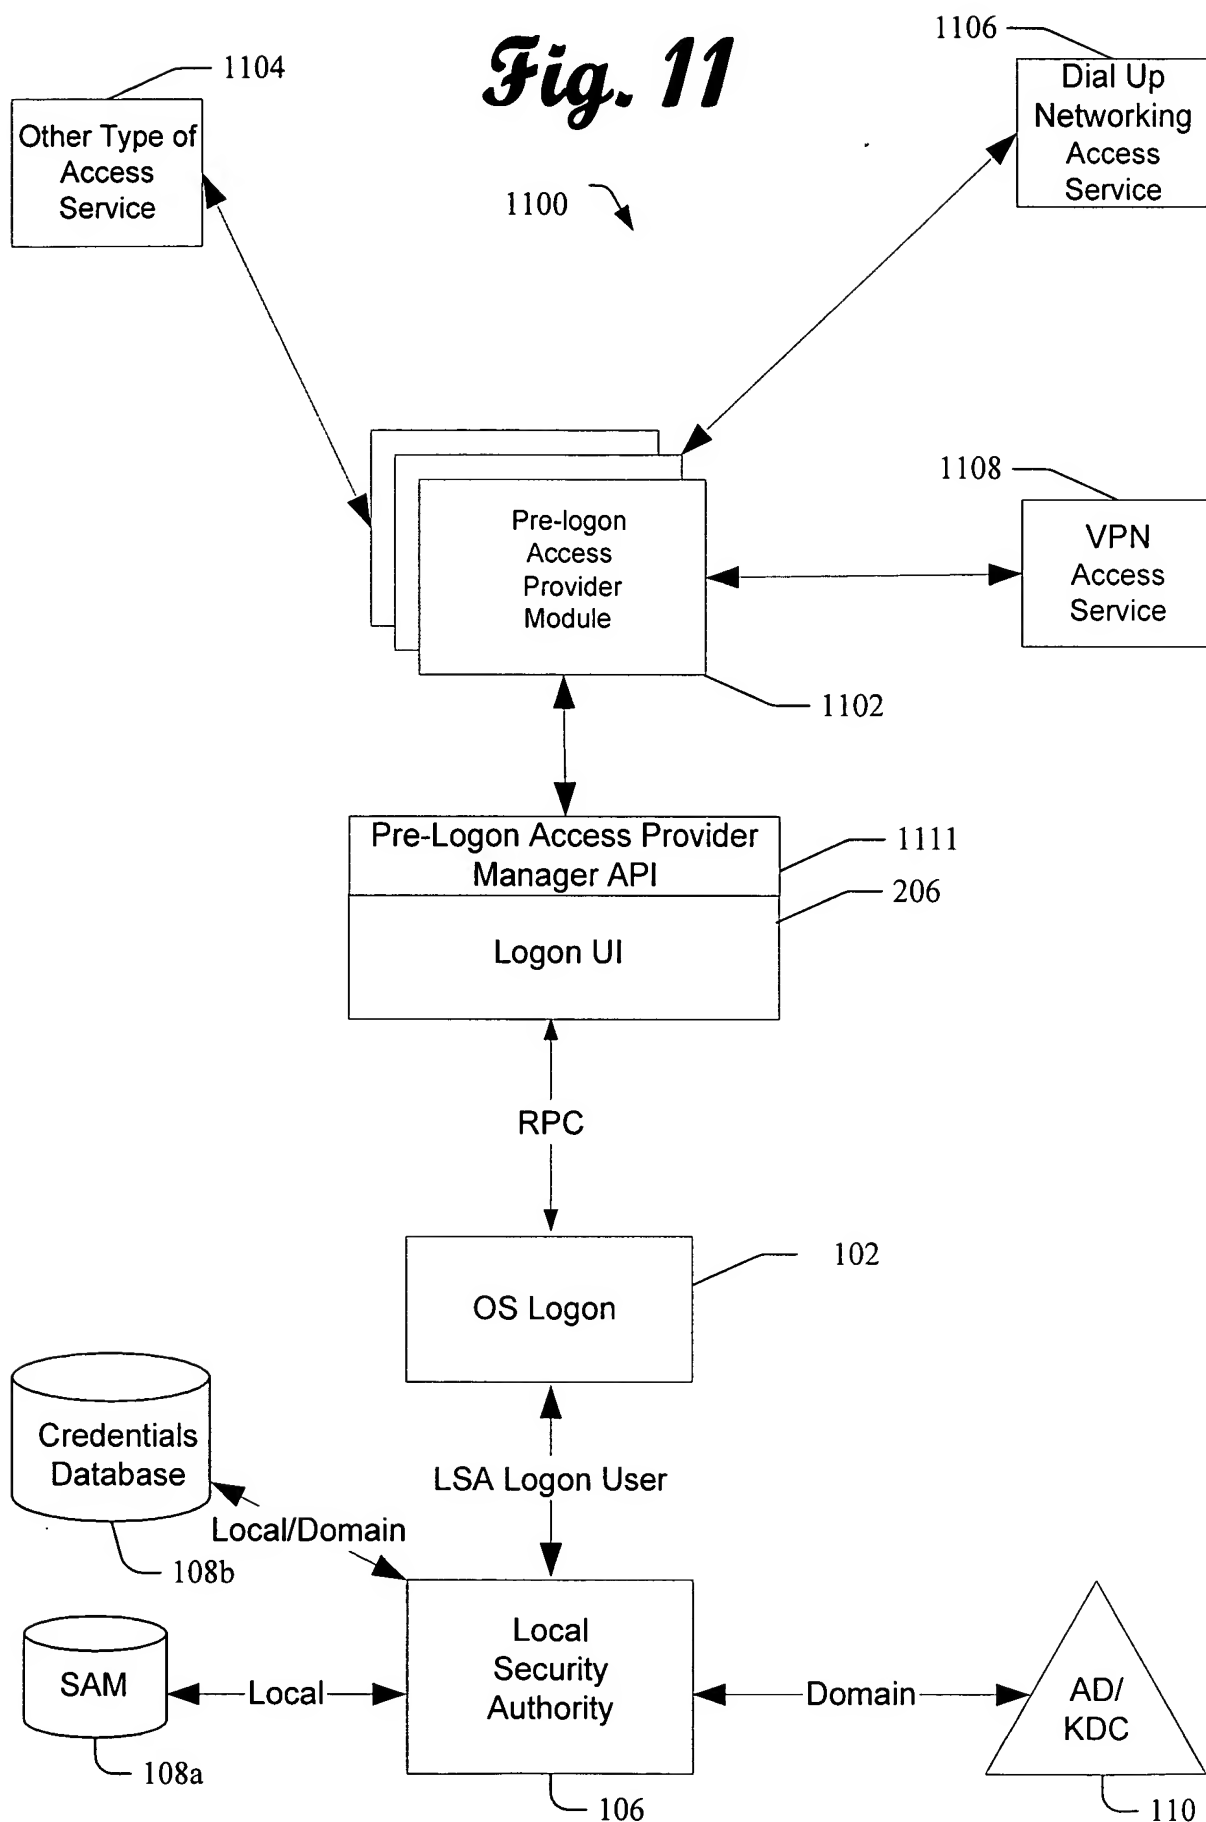 Fig. 11
1104
1106
Other Type of
Access
Service
Dial Up
Networking
Access
Service
1100
1108
Pre-logon
Access
Provider
Module
VPN
Access
Service
1102
Pre-Logon Access Provider
Manager API
1111
206
Logon UI
RPC
102
OS Logon
Credentials
Database
LSA Logon User
Local/Domain
108b
Local
Security
Authority
SAM
Local
Domain
AD/
KDC
108a
106
110